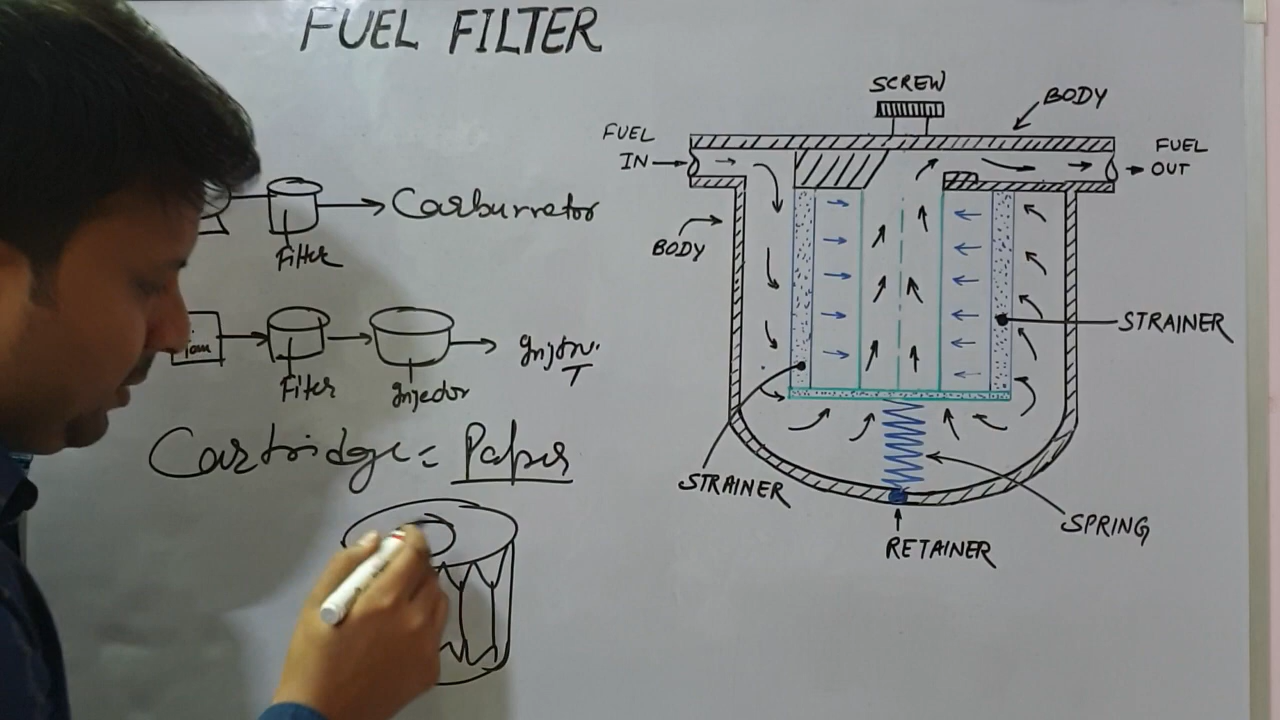 FUEL FILTER
Carburretor
Filter
Filter
Injector
Cartridge = Paper
SCREW
BODY
FUEL
IN
FUEL
OUT
BODY
STRAINER
STRAINER
SPRING
RETAINER